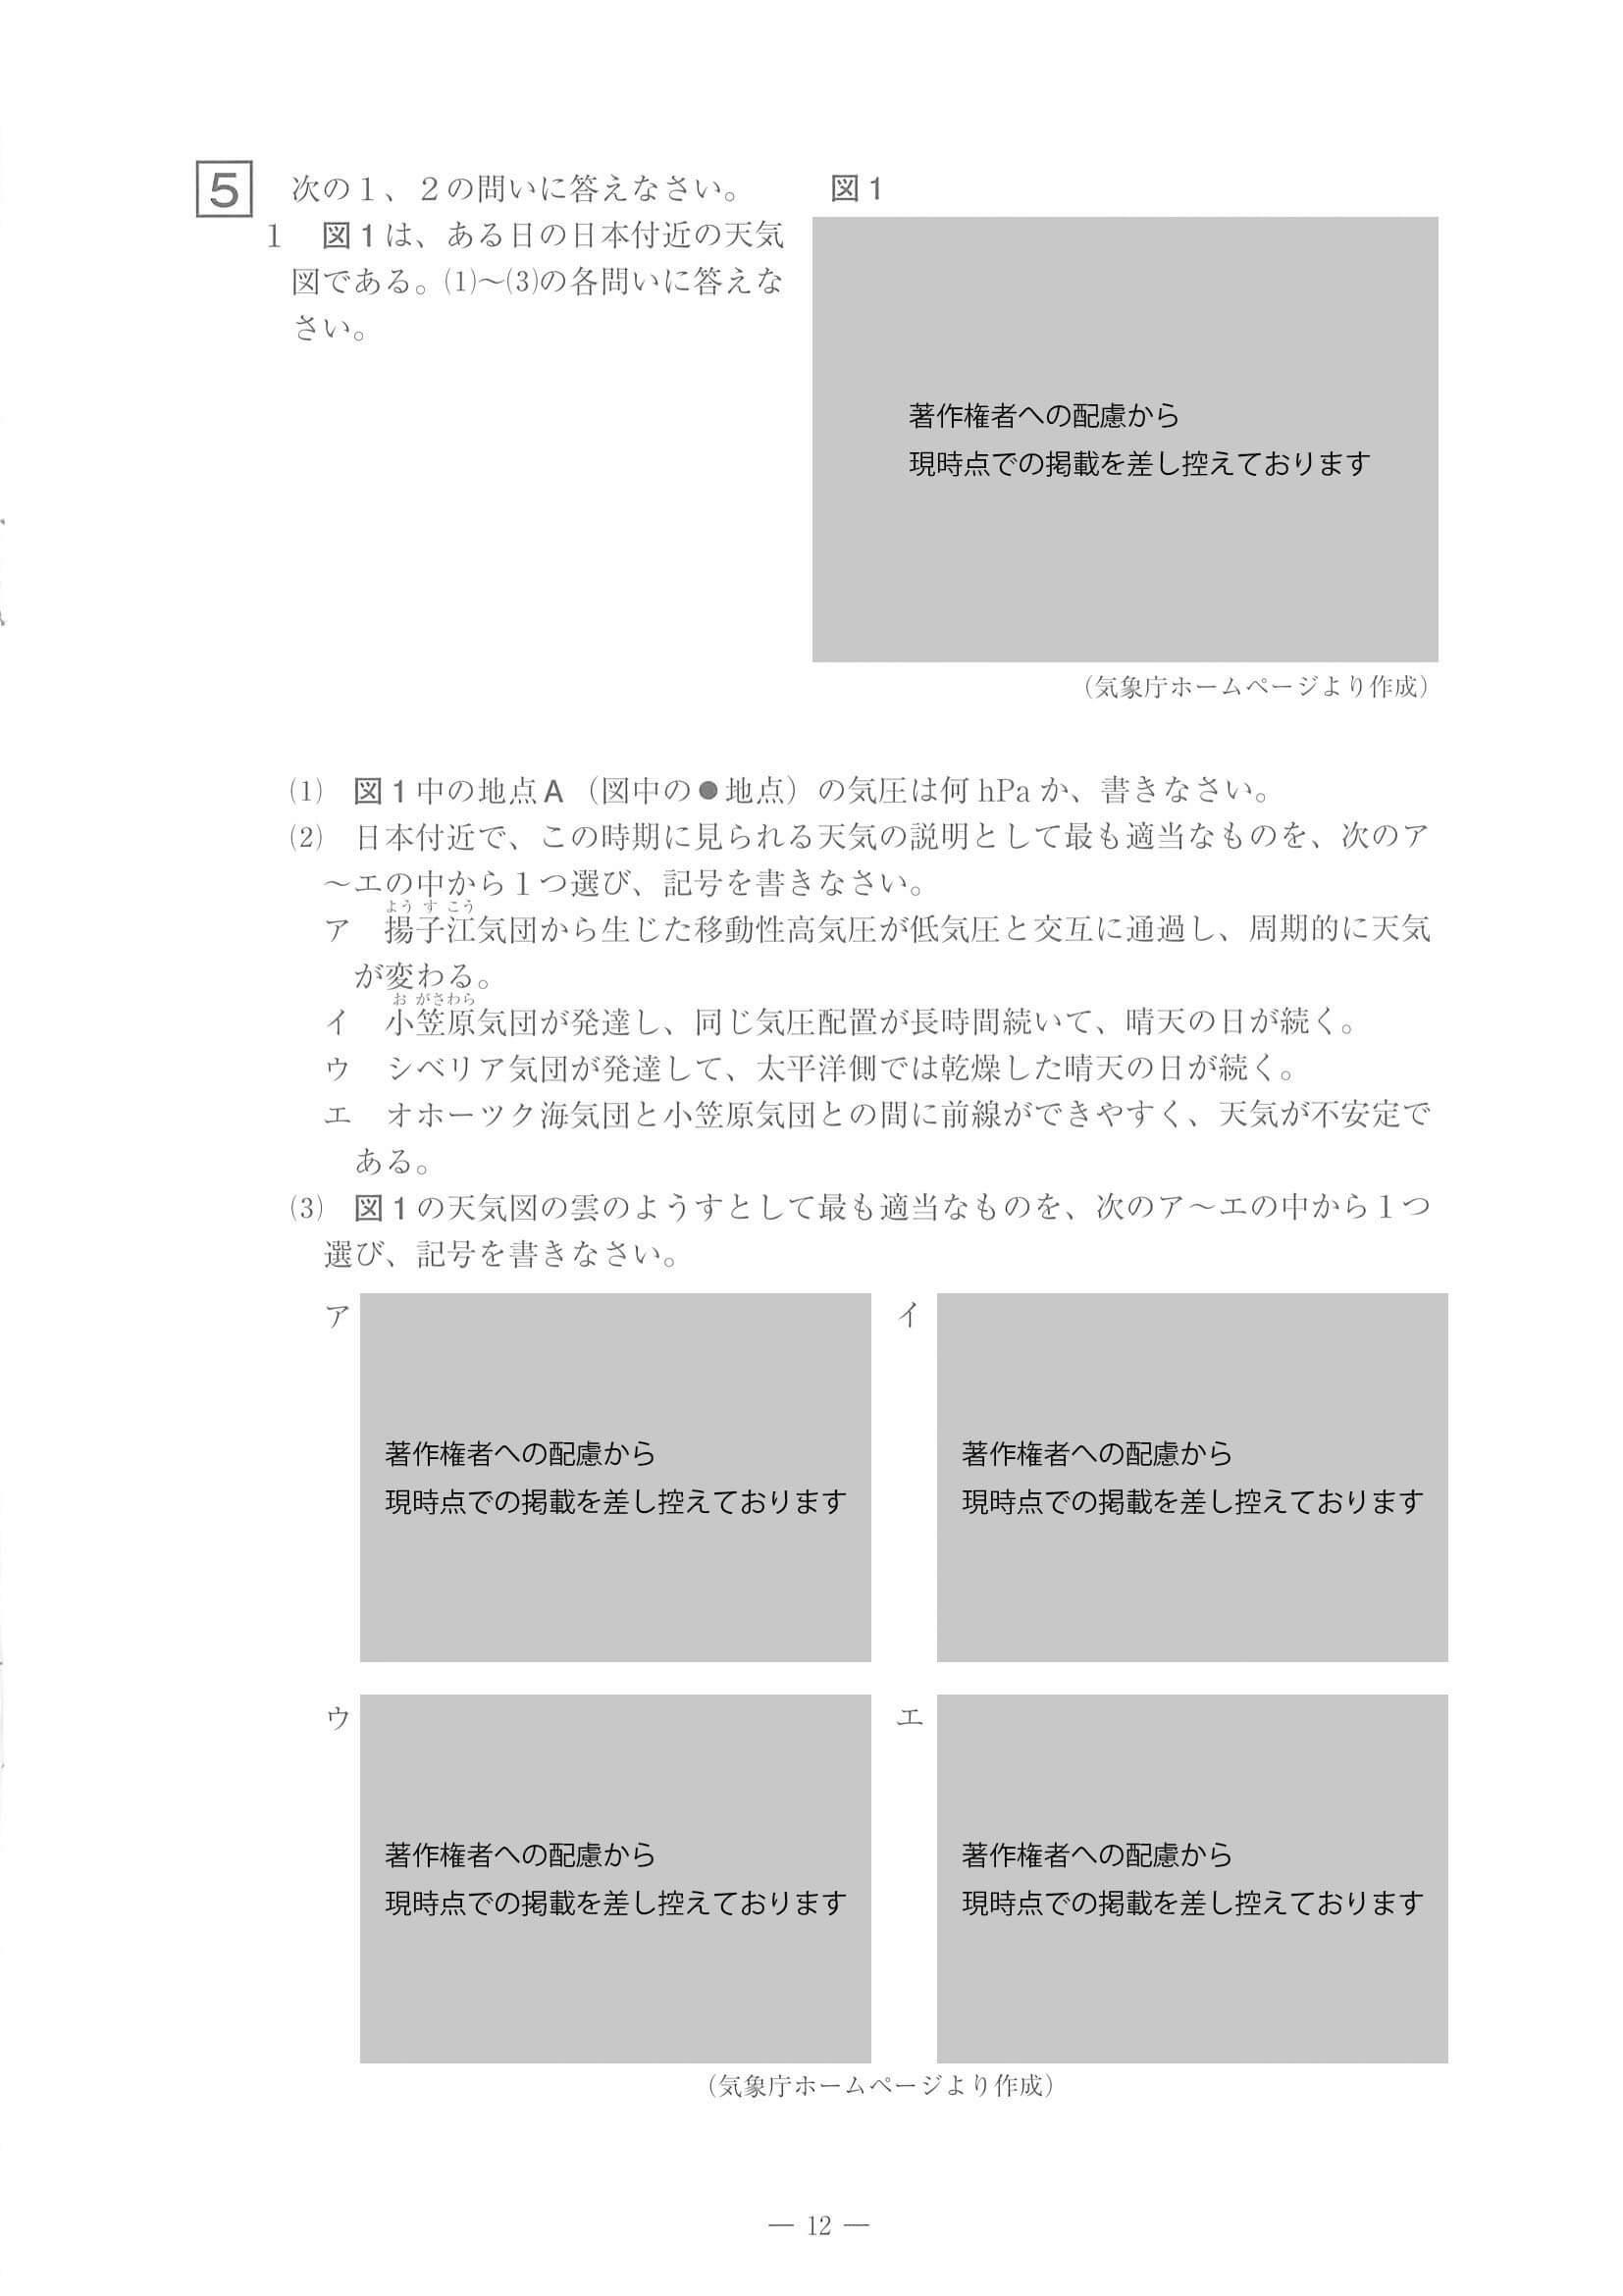 5 次の１、２の問いに答えなさい。
図1
1 図1は、ある日の日本付近の天気
図である。(1)～(3)の各問いに答えな
さい。
著作権者への配慮から
現時点での掲載を差し控えております
（気象庁ホームページより作成）
(1) 図1中の地点A（図中の●地点）の気圧は何 hPa か、書きなさい。
(2) 日本付近で、この時期に見られる天気の説明として最も適当なものを、次のア
～エの中から１つ選び、記号を書きなさい。
よう す こう
ア 揚子江気団から生じた移動性高気圧が低気圧と交互に通過し、周期的に天気
が変わる。
お がさわら
イ 小笠原気団が発達し、同じ気圧配置が長時間続いて、晴天の日が続く。
ウ シベリア気団が発達して、太平洋側では乾燥した晴天の日が続く。
エ オホーツク海気団と小笠原気団との間に前線ができやすく、天気が不安定で
ある。
(3) 図1の天気図の雲のようすとして最も適当なものを、次のア～エの中から１つ
選び、記号を書きなさい。
ア
著作権者への配慮から
現時点での掲載を差し控えております
イ
著作権者への配慮から
現時点での掲載を差し控えております
ウ
著作権者への配慮から
現時点での掲載を差し控えております
エ
著作権者への配慮から
現時点での掲載を差し控えております
（気象庁ホームページより作成）
— 12 —